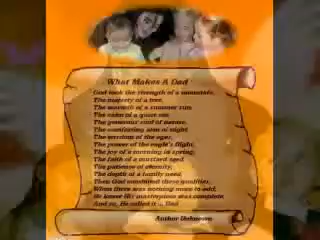 What Makes A Dad
God took the strength of a mountain,
The majesty of a tree,
The warmth of a summer sun,
The calm of a quiet sea,
The generous soul of nature,
The comforting arm of night,
The wisdom of the ages,
The power of the eagle's flight,
The joy of a morning in spring,
The faith of a mustard seed,
The patience of eternity,
The depth of a family need,
Then God combined these qualities,
When there was nothing more to add,
He knew His masterpiece was complete,
And so, He called it ... Dad
Author Unknown